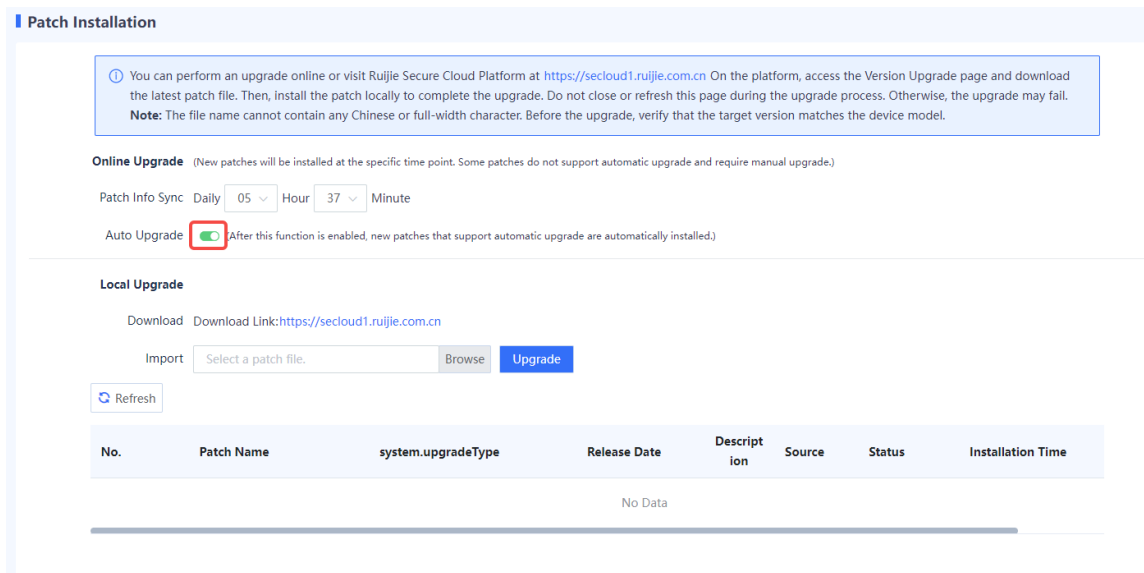 Patch Installation
You can perform an upgrade online or visit Ruijie Secure Cloud Platform at https://secloud1.ruijie.com.cn On the platform, access the Version Upgrade page and download
the latest patch file. Then, install the patch locally to complete the upgrade. Do not close or refresh this page during the upgrade process. Otherwise, the upgrade may fail.
Note: The file name cannot contain any Chinese or full-width character. Before the upgrade, verify that the target version matches the device model.
Online Upgrade (New patches will be installed at the specific time point. Some patches do not support automatic upgrade and require manual upgrade.)
Patch Info Sync Daily 05 Hour 37 Minute
Auto Upgrade (After this function is enabled, new patches that support automatic upgrade are automatically installed.)
Local Upgrade
Download Download Link:https://secloud1.ruijie.com.cn
Import Select a patch file. Browse Upgrade
Refresh
No. Patch Name system.upgradeType Release Date Descript Source Status Installation Time
ion
No Data